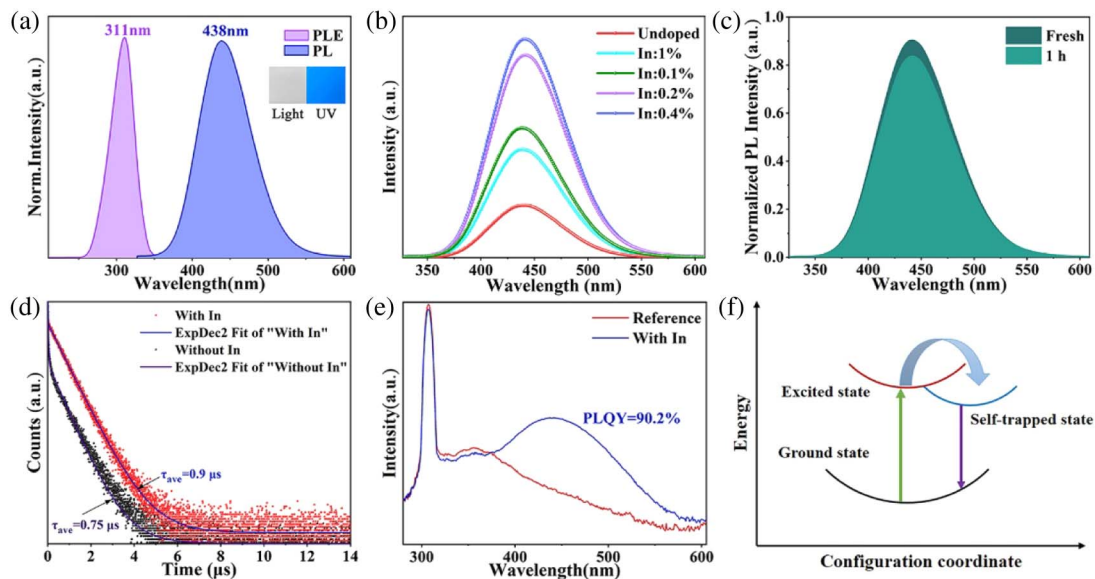 (a)
311nm
438nm
PLE
PL
Light
UV
Norm.Intensity(a.u.)
300
400
500
600
Wavelength(nm)
(b)
Undoped
In:1%
In:0.1%
In:0.2%
In:0.4%
Intensity (a.u.)
350
400
450
500
550
600
Wavelength (nm)
(c)
Fresh
1 h
Normalized PL Intensity (a.u.)
1.0
0.8
0.6
0.4
0.2
0.0
350
400
450
500
550
600
Wavelength (nm)
(d)
With In
ExpDec2 Fit of "With In"
Without In
ExpDec2 Fit of "Without In"
Counts (a.u.)
τave=0.9 μs
τave=0.75 μs
0
2
4
6
8
10
12
14
Time (μs)
(e)
Reference
With In
PLQY=90.2%
Intensity(a.u.)
300
400
500
600
Wavelength(nm)
(f)
Energy
Excited state
Self-trapped state
Ground state
Configuration coordinate